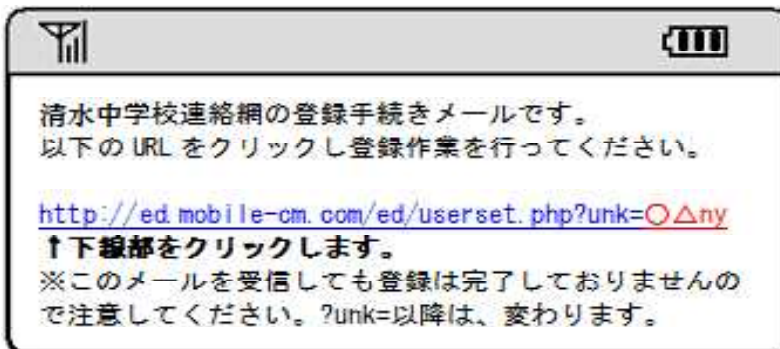 清水中学校連絡網の登録手続きメールです。
以下の URL をクリックし登録作業を行ってください。
http://ed.mobile-cm.com/ed/userset.php?unk=○△ny
↑下線部をクリックします。
※このメールを受信しても登録は完了しておりませんの
で注意してください。?unk=以降は、変わります。